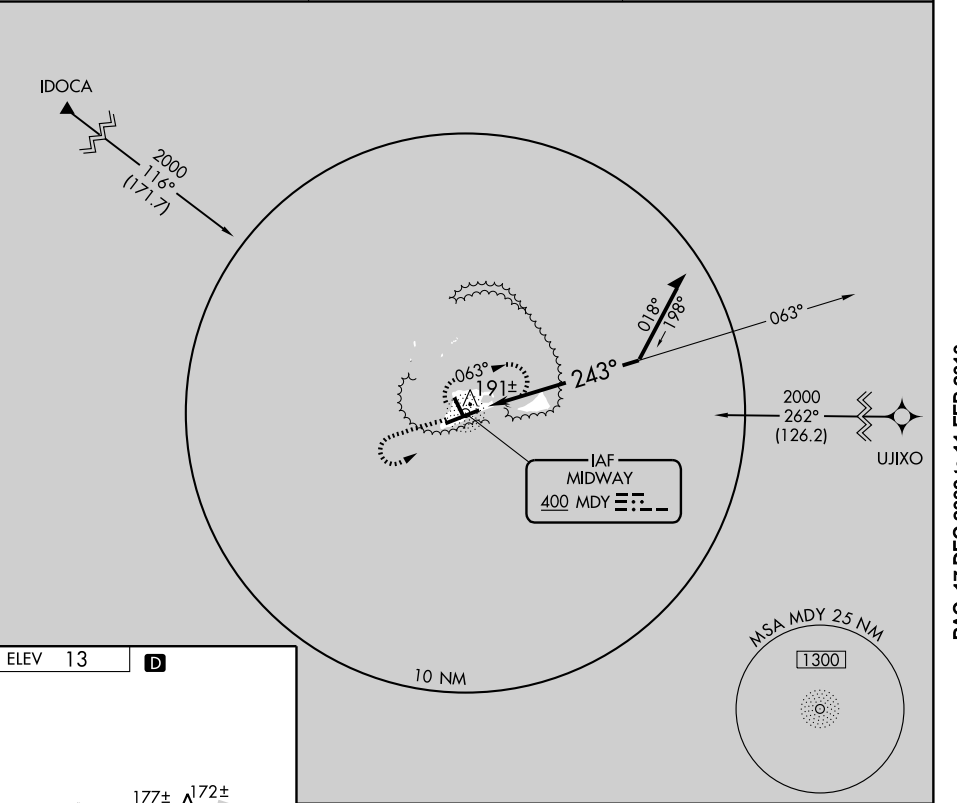 IDOCA
2000
116°
(171.7)
018°
198°
063°
243°
063°
191±
2000
262°
(126.2)
UJIXO
IAF
MIDWAY
400 MDY
MSA MDY 25 NM
1300
10 NM
ELEV 13
D
177±
172±